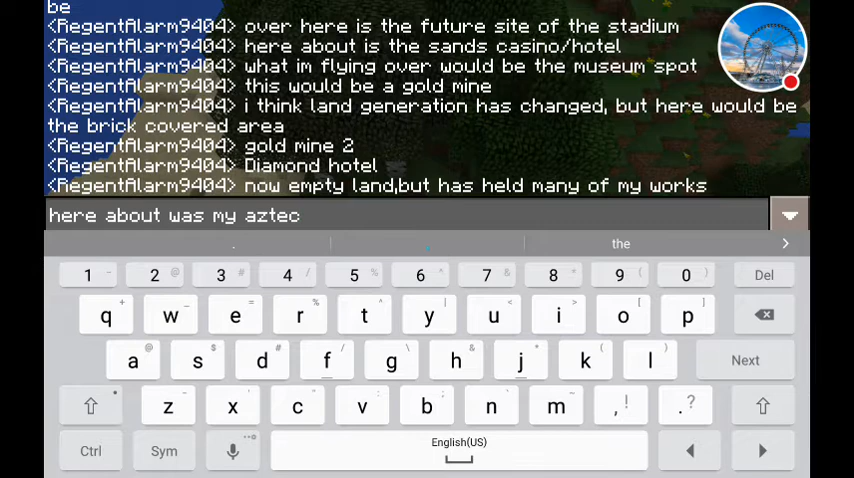 be
<RegentAlarm9404> over here is the future site of the stadium
<RegentAlarm9404> here about is the sands casino/hotel
<RegentAlarm9404> what im flying over would be the museum spot
<RegentAlarm9404> this would be a gold mine
<RegentAlarm9404> i think land generation has changed, but here would be
the brick covered area
<RegentAlarm9404> gold mine 2
<RegentAlarm9404> Diamond hotel
<RegentAlarm9404> now empty land,but has held many of my works
here about was my aztec
. , the
1 - 2 @ 3 # 4 / 5 % 6 ^ 7 & 8 * 9 ( 0 ) Del
q + w _ e = r % t ^ y | u < i > o [ p ]
a @ s $ d # f / g \ h & j * k ( l ) Next
z - x ' c " v : b ; n ~ m _ , ! . ?
Ctrl Sym English(US)